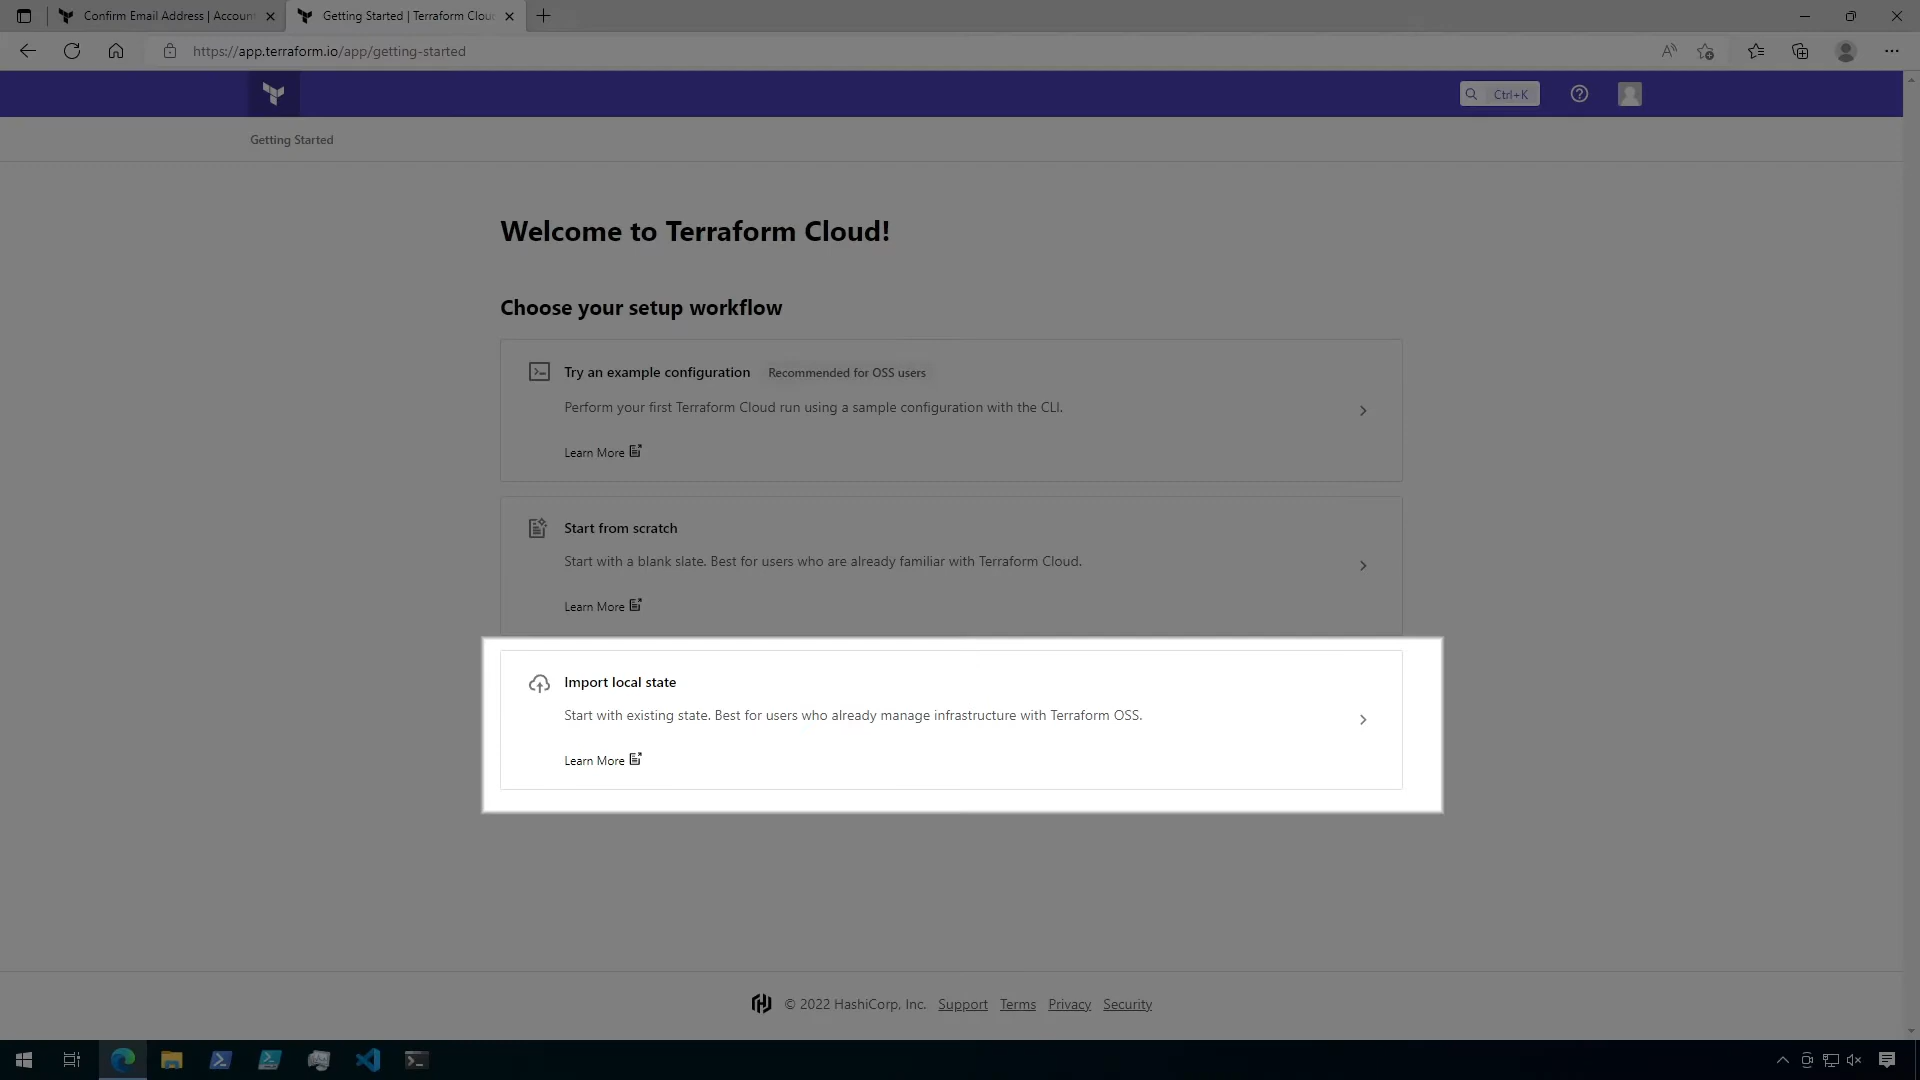 Confirm Email Address | Accoun
Getting Started | Terraform Clou
https://app.terraform.io/app/getting-started
Ctrl+K
Getting Started
Welcome to Terraform Cloud!
Choose your setup workflow
Try an example configuration Recommended for OSS users
Perform your first Terraform Cloud run using a sample configuration with the CLI.
Learn More
Start from scratch
Start with a blank slate. Best for users who are already familiar with Terraform Cloud.
Learn More
Import local state
Start with existing state. Best for users who already manage infrastructure with Terraform OSS.
Learn More
© 2022 HashiCorp, Inc. Support Terms Privacy Security